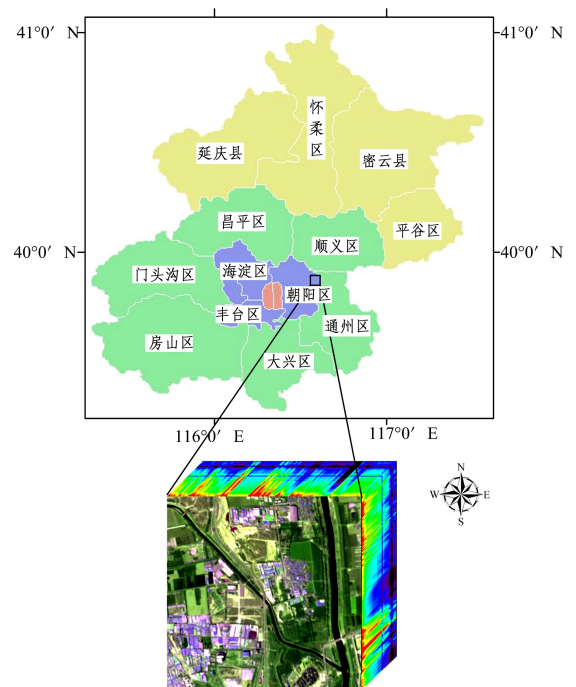 41°0′ N
41°0′ N
怀柔区
延庆县
密云县
昌平区
平谷区
顺义区
40°0′ N
40°0′ N
海淀区
门头沟区
朝阳区
丰台区
通州区
房山区
大兴区
116°0′ E
117°0′ E
N
W
E
S